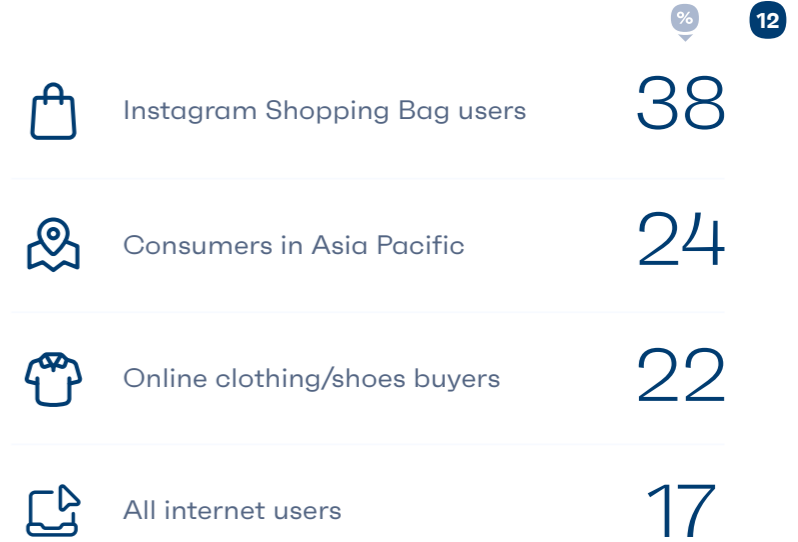 %
12
Instagram Shopping Bag users 38
Consumers in Asia Pacific 24
Online clothing/shoes buyers 22
All internet users 17